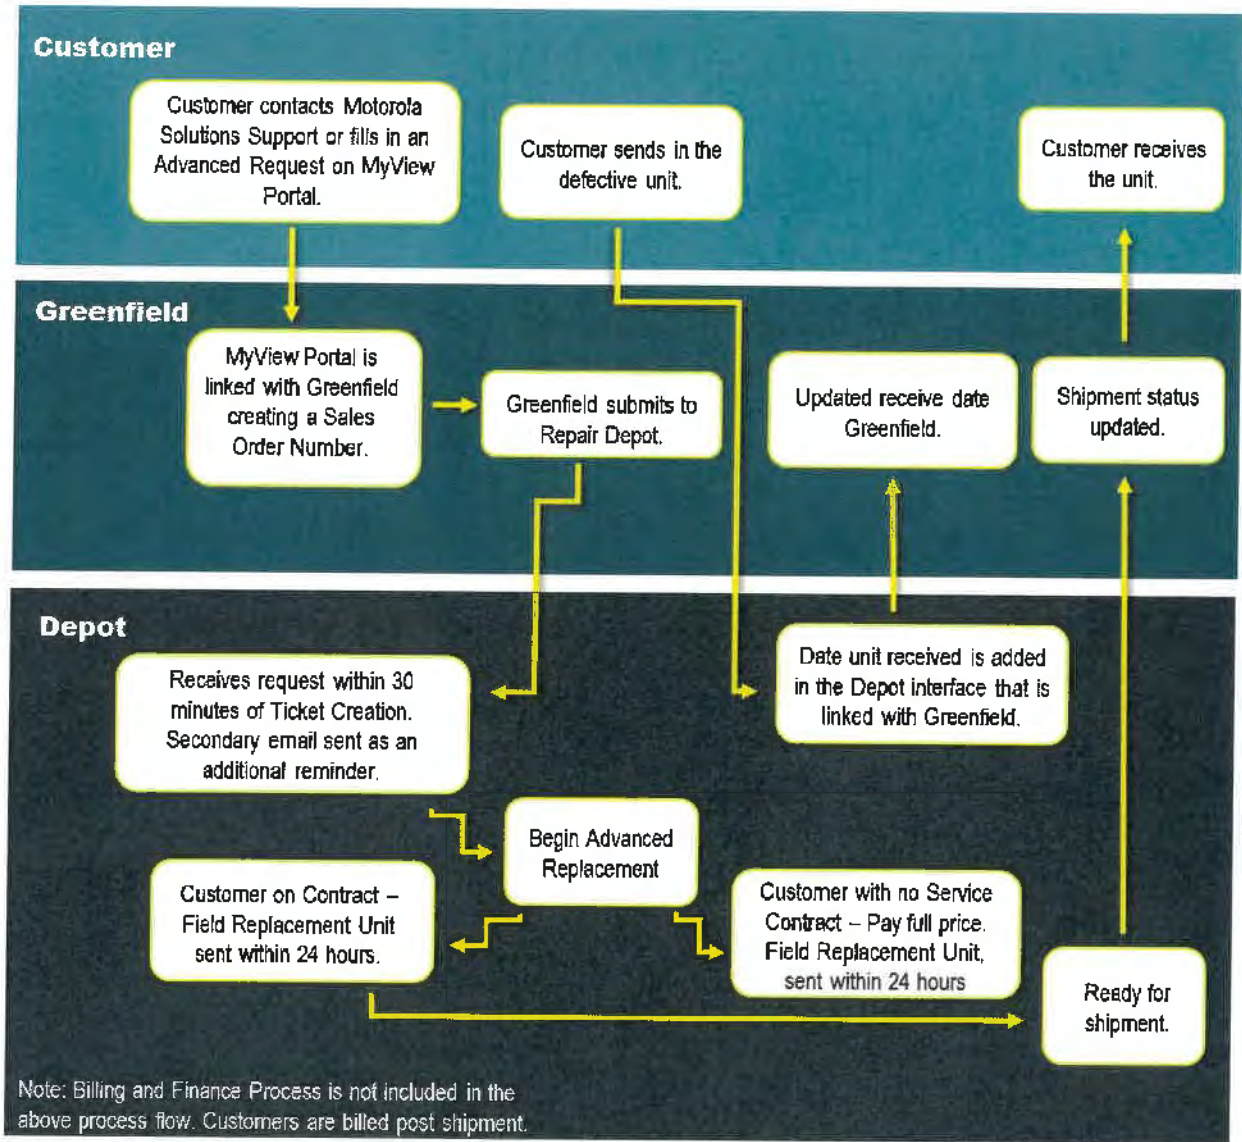 Customer
Customer contacts Motorola
Solutions Support or fills in an
Advanced Request on MyView
Portal.
Customer sends in the
defective unit.
Customer receives
the unit.
Greenfield
MyView Portal is
linked with Greenfield
creating a Sales
Order Number.
Greenfield submits to
Repair Depot.
Updated receive date
Greenfield.
Shipment status
updated.
Depot
Receives request within 30
minutes of Ticket Creation.
Secondary email sent as an
additional reminder.
Date unit received is added
in the Depot interface that is
linked with Greenfield.
Begin Advanced
Replacement
Customer on Contract –
Field Replacement Unit
sent within 24 hours.
Customer with no Service
Contract – Pay full price.
Field Replacement Unit,
sent within 24 hours
Ready for
shipment.
Note: Billing and Finance Process is not included in the
above process flow. Customers are billed post shipment.